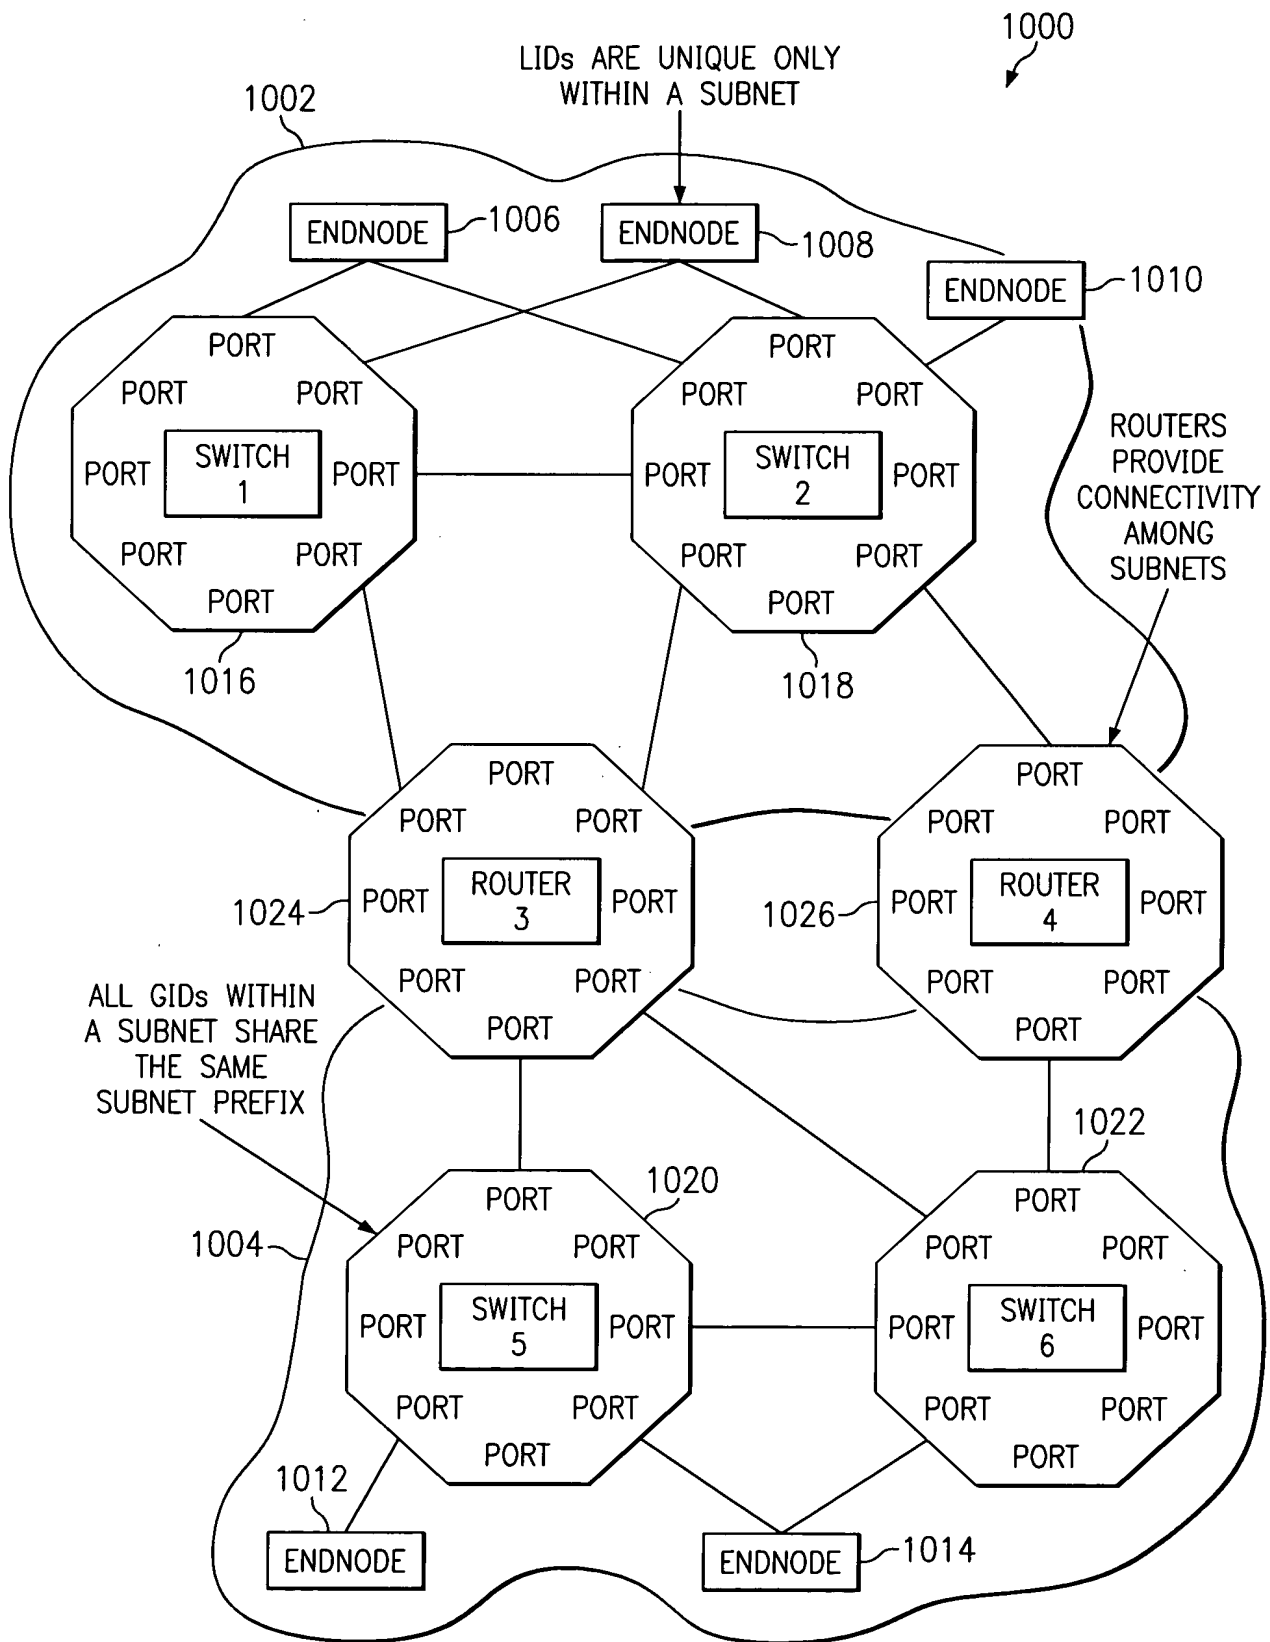 1000
LIDs ARE UNIQUE ONLY
WITHIN A SUBNET
1002
ENDNODE
1006
ENDNODE
1008
ENDNODE
1010
PORT
PORT
PORT
PORT
SWITCH
1
PORT
PORT
PORT
PORT
1016
PORT
PORT
PORT
PORT
SWITCH
2
PORT
PORT
PORT
PORT
1018
ROUTERS
PROVIDE
CONNECTIVITY
AMONG
SUBNETS
PORT
PORT
PORT
1024
PORT
ROUTER
3
PORT
PORT
PORT
PORT
PORT
PORT
PORT
1026
PORT
ROUTER
4
PORT
PORT
PORT
PORT
ALL GIDs WITHIN
A SUBNET SHARE
THE SAME
SUBNET PREFIX
1004
1020
PORT
PORT
PORT
PORT
SWITCH
5
PORT
PORT
PORT
PORT
1022
PORT
PORT
PORT
PORT
SWITCH
6
PORT
PORT
PORT
PORT
1012
ENDNODE
ENDNODE
1014